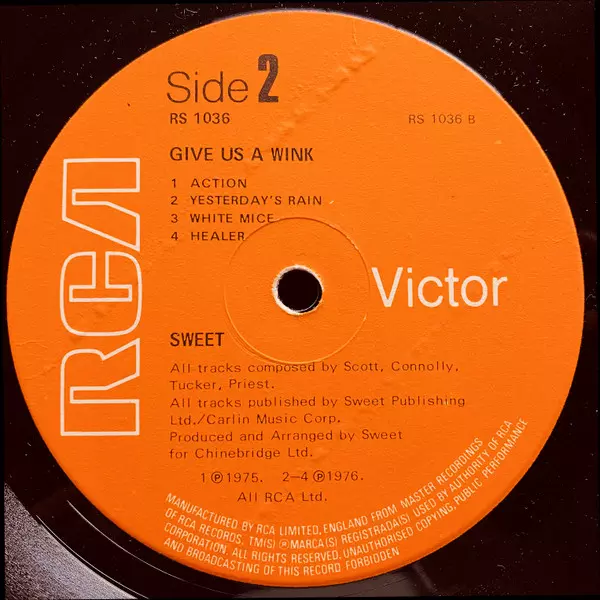 Side 2
RS 1036
RS 1036 B
GIVE US A WINK
1 ACTION
2 YESTERDAY'S RAIN
3 WHITE MICE
4 HEALER
RCA
Victor
SWEET
All tracks composed by Scott, Connolly,
Tucker, Priest.
All tracks published by Sweet Publishing
Ltd./Carlin Music Corp.
Produced and Arranged by Sweet
for Chinebridge Ltd.
1 ℗ 1975. 2–4 ℗ 1976.
All RCA Ltd.
MANUFACTURED BY RCA LIMITED, ENGLAND FROM MASTER RECORDINGS
OF RCA RECORDS. TM(S) ® MARCA(S) REGISTRADA(S) USED BY AUTHORITY OF RCA
CORPORATION. ALL RIGHTS RESERVED. UNAUTHORISED COPYING, PUBLIC PERFORMANCE
AND BROADCASTING OF THIS RECORD FORBIDDEN